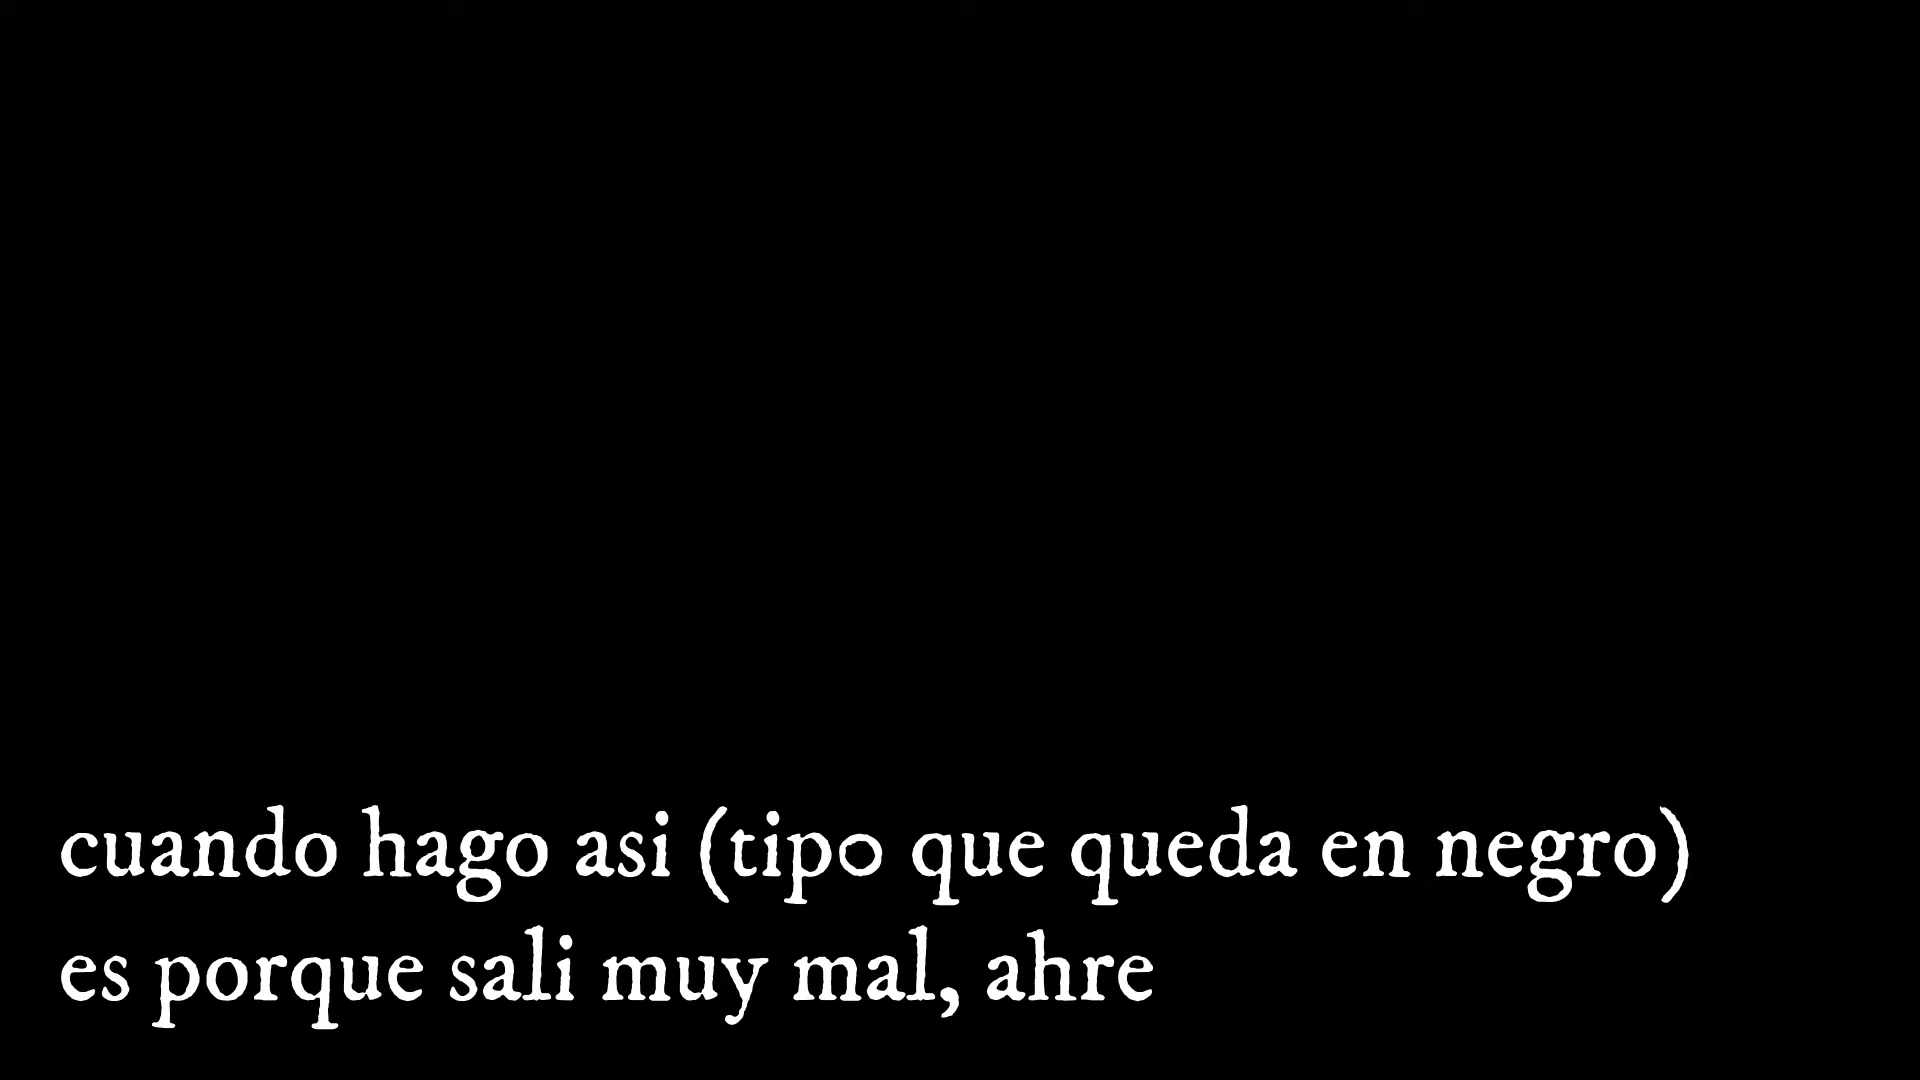 cuando hago asi (tipo que queda en negro)
es porque sali muy mal, ahre